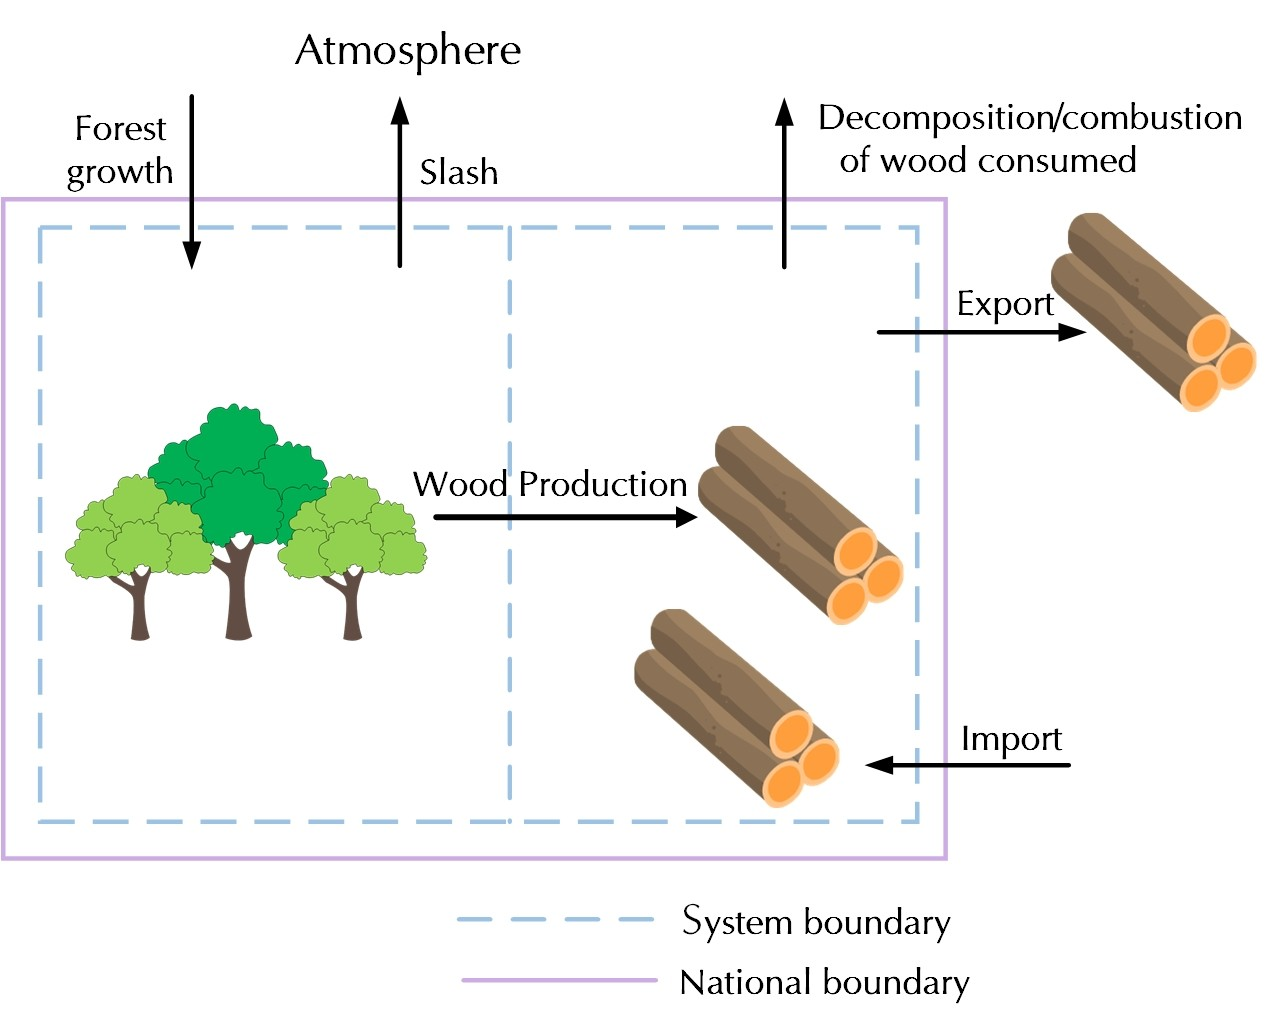 Atmosphere
Forest
growth
Slash
Decomposition/combustion
of wood consumed
Export
Wood Production
Import
System boundary
National boundary